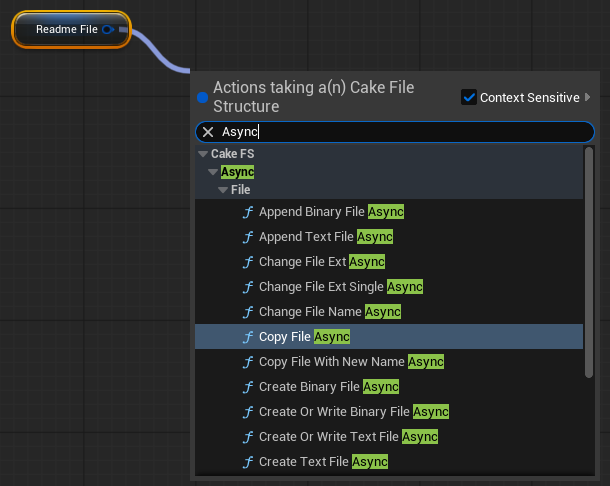 Readme File
Actions taking a(n) Cake File
Structure
Context Sensitive
Async
Cake FS
Async
File
Append Binary File Async
Append Text File Async
Change File Ext Async
Change File Ext Single Async
Change File Name Async
Copy File Async
Copy File With New Name Async
Create Binary File Async
Create Or Write Binary File Async
Create Or Write Text File Async
Create Text File Async